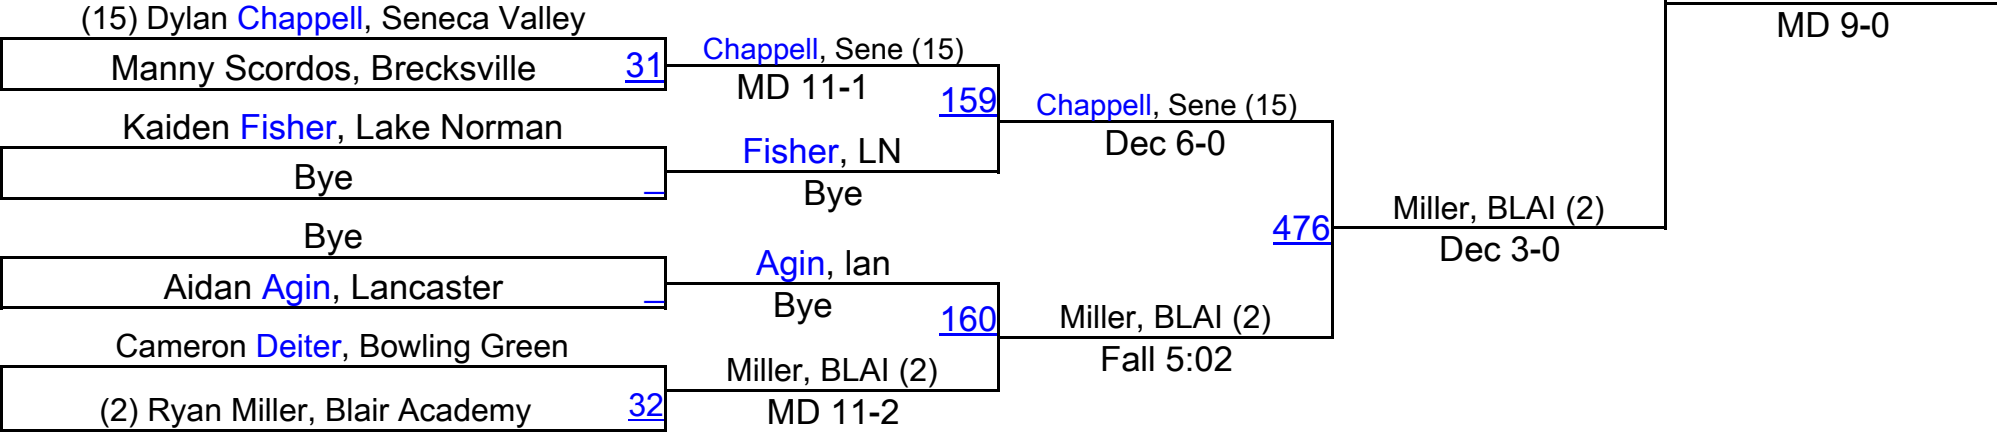 (15) Dylan Chappell, Seneca Valley
Manny Scordos, Brecksville 31
Kaiden Fisher, Lake Norman
Bye _
Bye
Aidan Agin, Lancaster _
Cameron Deiter, Bowling Green
(2) Ryan Miller, Blair Academy 32
Chappell, Sene (15)
MD 11-1
159
Fisher, LN
Bye
Agin, lan
Bye
160
Miller, BLAI (2)
MD 11-2
Chappell, Sene (15)
Dec 6-0
476
Miller, BLAI (2)
Fall 5:02
Miller, BLAI (2)
Dec 3-0
MD 9-0